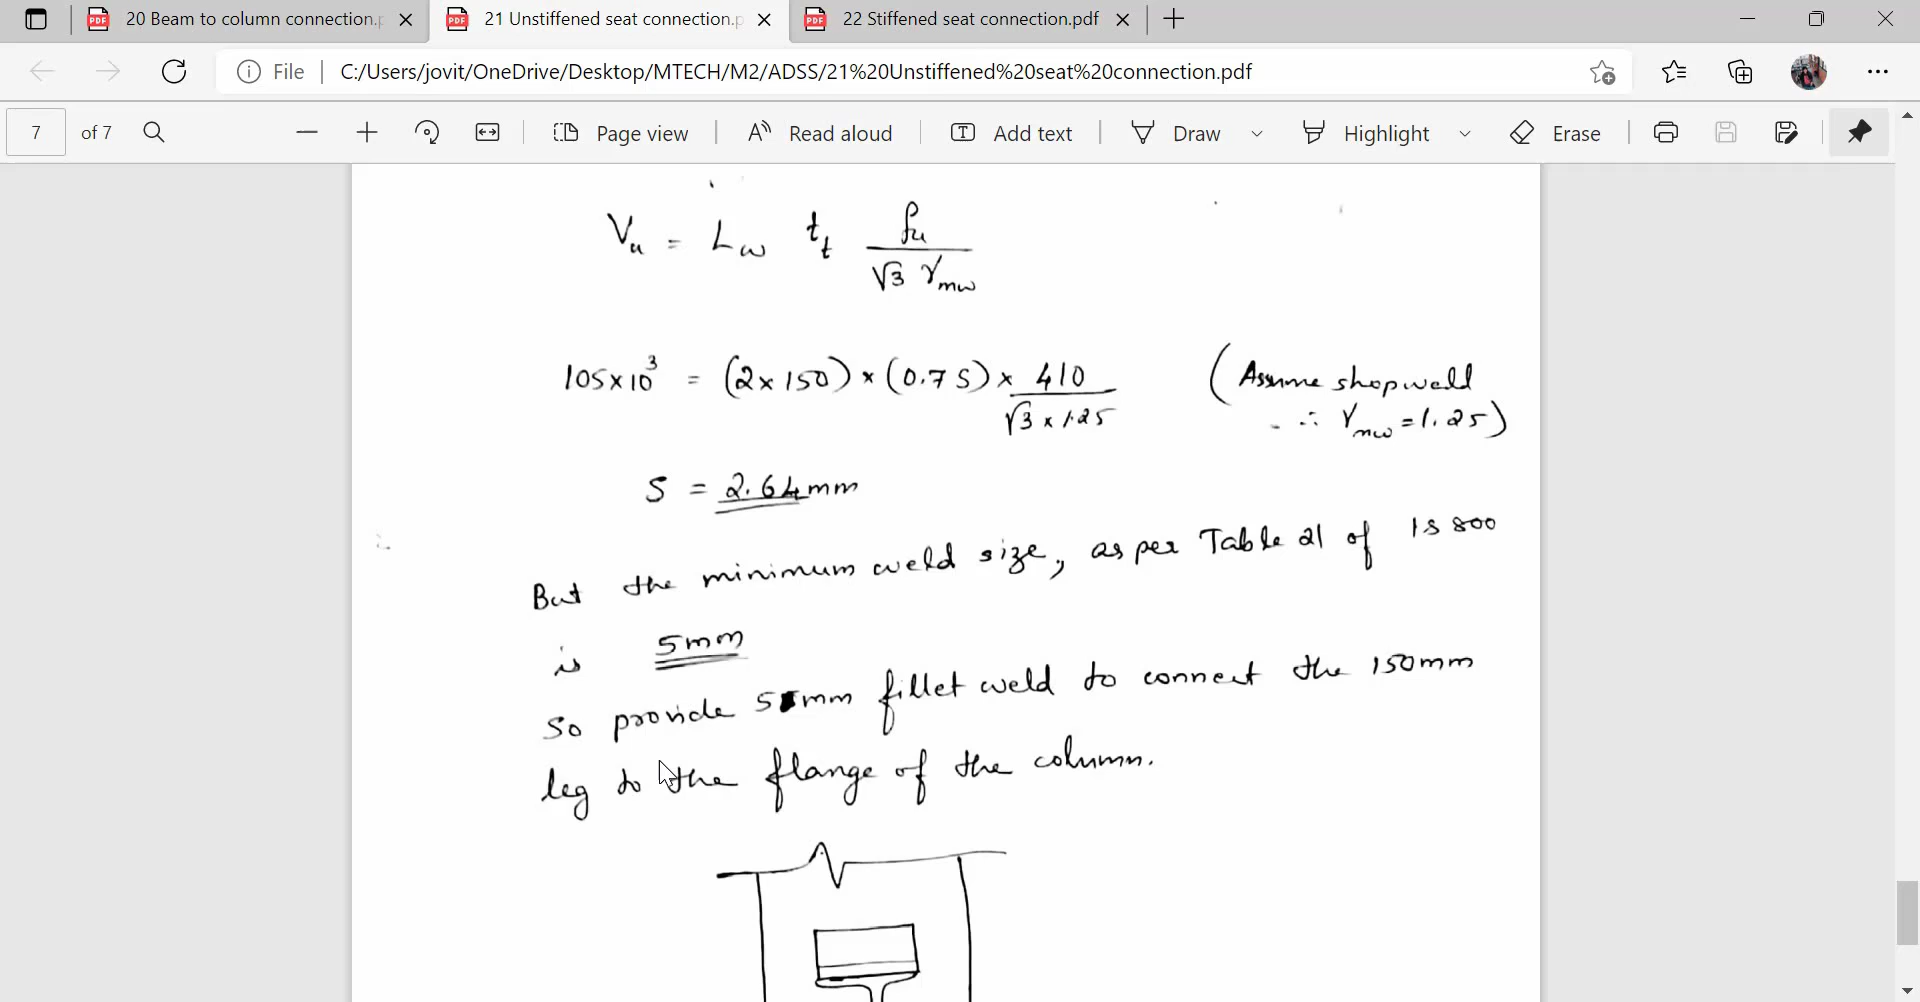 20 Beam to column connection.p
21 Unstiffened seat connection.p
22 Stiffened seat connection.pdf
File
C:/Users/jovit/OneDrive/Desktop/MTECH/M2/ADSS/21%20Unstiffened%20seat%20connection.pdf
7 of 7
Page view
Read aloud
Add text
Draw
Highlight
Erase
Vu = Lw tt fu / √3 γmw
105×10³ = (2×150) × (0.7S) × 410 / √3 × 1.25 (Assume shop weld
∴ γmw = 1.25)
S = 2.64mm
But the minimum weld size, as per Table 21 of IS 800
is 5mm
So provide 5 mm fillet weld to connect the 150mm
leg to the flange of the column.